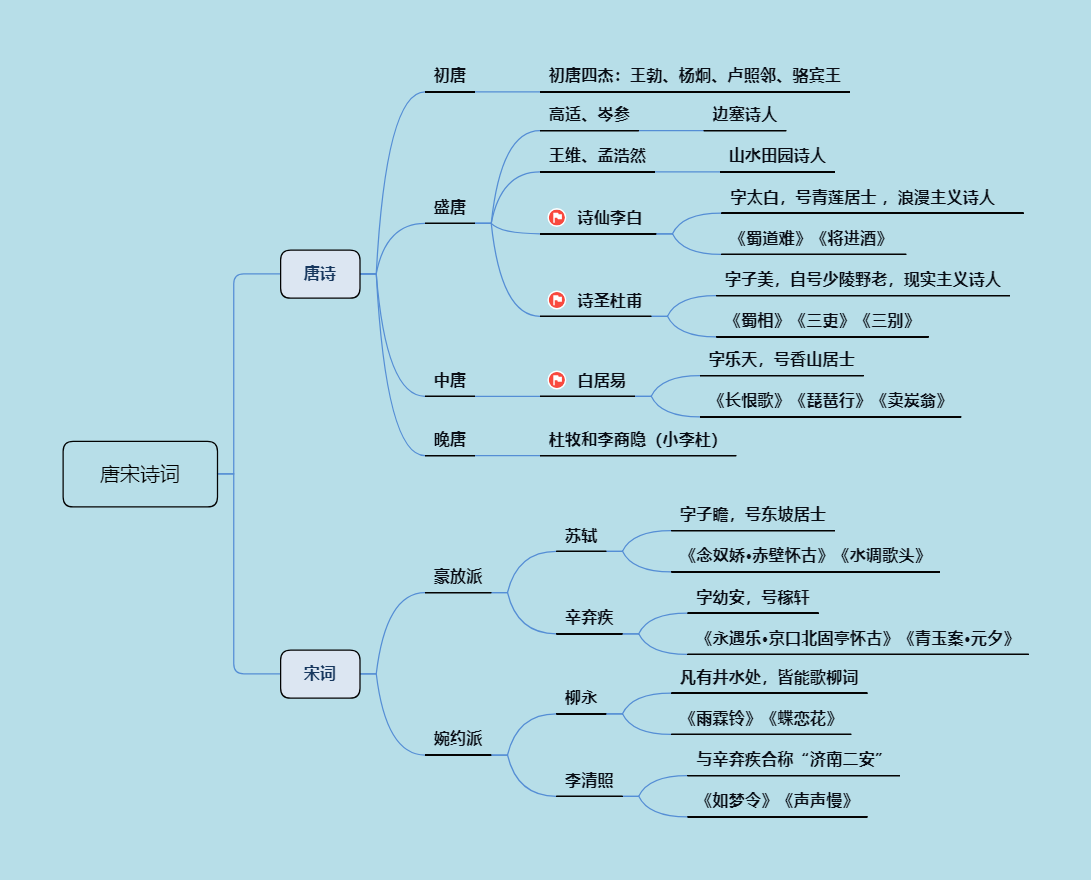 唐宋诗词
唐诗
初唐
初唐四杰：王勃、杨炯、卢照邻、骆宾王
盛唐
高适、岑参
边塞诗人
王维、孟浩然
山水田园诗人
诗仙李白
字太白，号青莲居士 ，浪漫主义诗人
《蜀道难》《将进酒》
诗圣杜甫
字子美，自号少陵野老，现实主义诗人
《蜀相》《三吏》《三别》
中唐
白居易
字乐天，号香山居士
《长恨歌》《琵琶行》《卖炭翁》
晚唐
杜牧和李商隐（小李杜）
宋词
豪放派
苏轼
字子瞻，号东坡居士
《念奴娇•赤壁怀古》《水调歌头》
辛弃疾
字幼安，号稼轩
《永遇乐•京口北固亭怀古》《青玉案•元夕》
婉约派
柳永
凡有井水处，皆能歌柳词
《雨霖铃》《蝶恋花》
李清照
与辛弃疾合称“济南二安”
《如梦令》《声声慢》